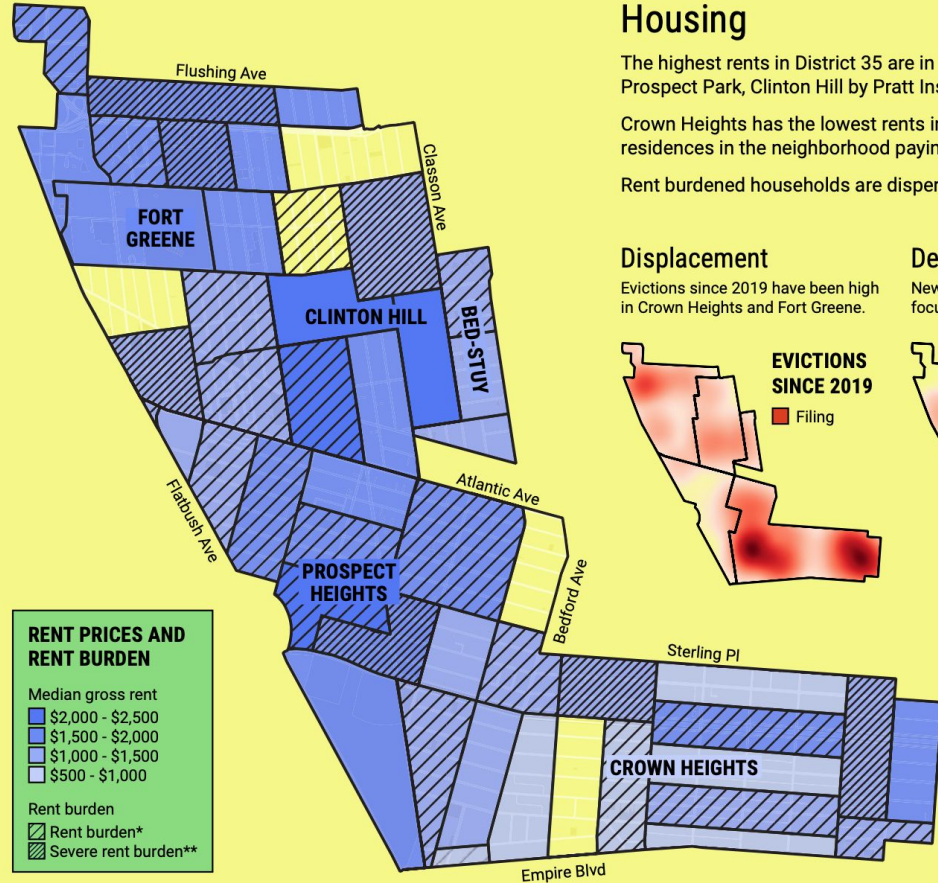 Housing
The highest rents in District 35 are in
Prospect Park, Clinton Hill by Pratt Ins
Crown Heights has the lowest rents in
residences in the neighborhood payin
Rent burdened households are disper
Displacement
Evictions since 2019 have been high
in Crown Heights and Fort Greene.
De
New
focu
EVICTIONS
SINCE 2019
Filing
Flushing Ave
Classon Ave
FORT
GREENE
CLINTON HILL
BED-STUY
Flatbush Ave
Atlantic Ave
PROSPECT
HEIGHTS
Bedford Ave
Sterling Pl
CROWN HEIGHTS
Empire Blvd
RENT PRICES AND
RENT BURDEN
Median gross rent
$2,000 - $2,500
$1,500 - $2,000
$1,000 - $1,500
$500 - $1,000
Rent burden
Rent burden*
Severe rent burden**